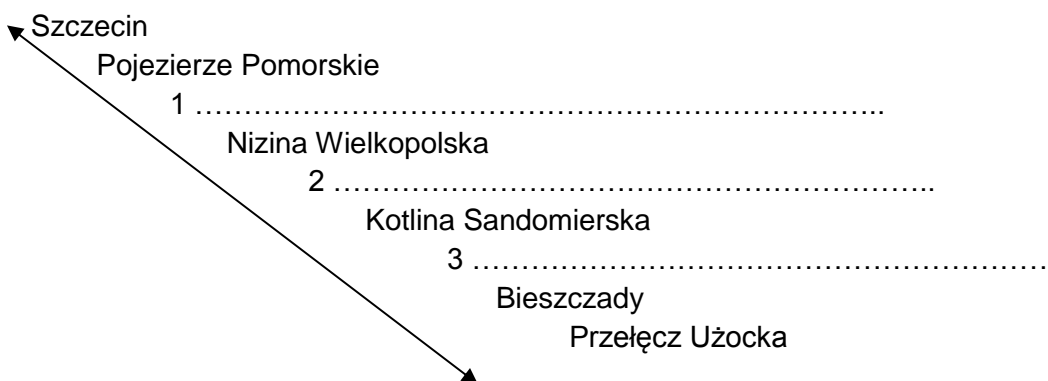 Szczecin
Pojezierze Pomorskie
1 ……………………………………………………………..
Nizina Wielkopolska
2 ……………………………………………………..
Kotlina Sandomierska
3 ……………………………………………………
Bieszczady
Przełęcz Użocka